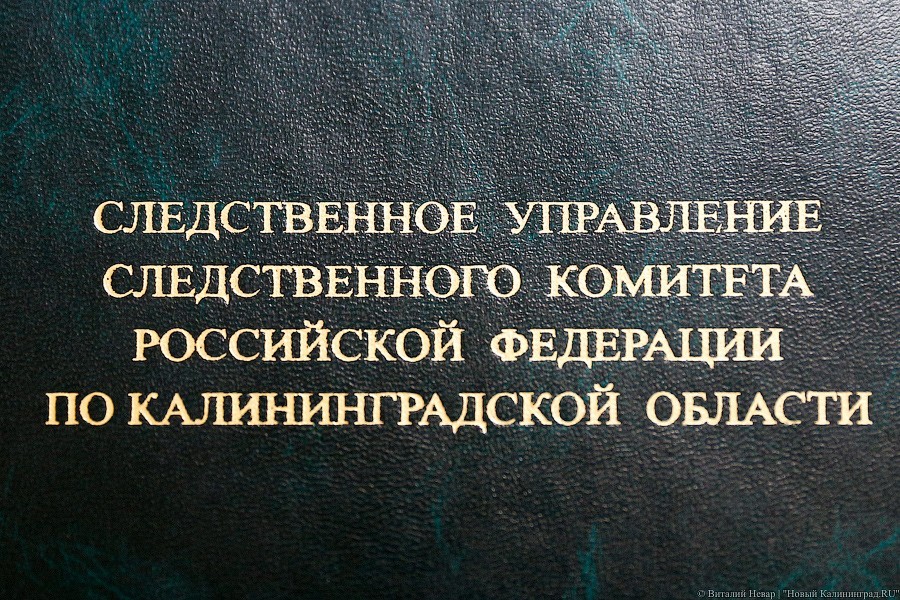 СЛЕДСТВЕННОЕ УПРАВЛЕНИЕ
СЛЕДСТВЕННОГО КОМИТЕТА
РОССИЙСКОЙ ФЕДЕРАЦИИ
ПО КАЛИНИНГРАДСКОЙ ОБЛАСТИ
© Виталий Невар | "Новый Калининград.RU"